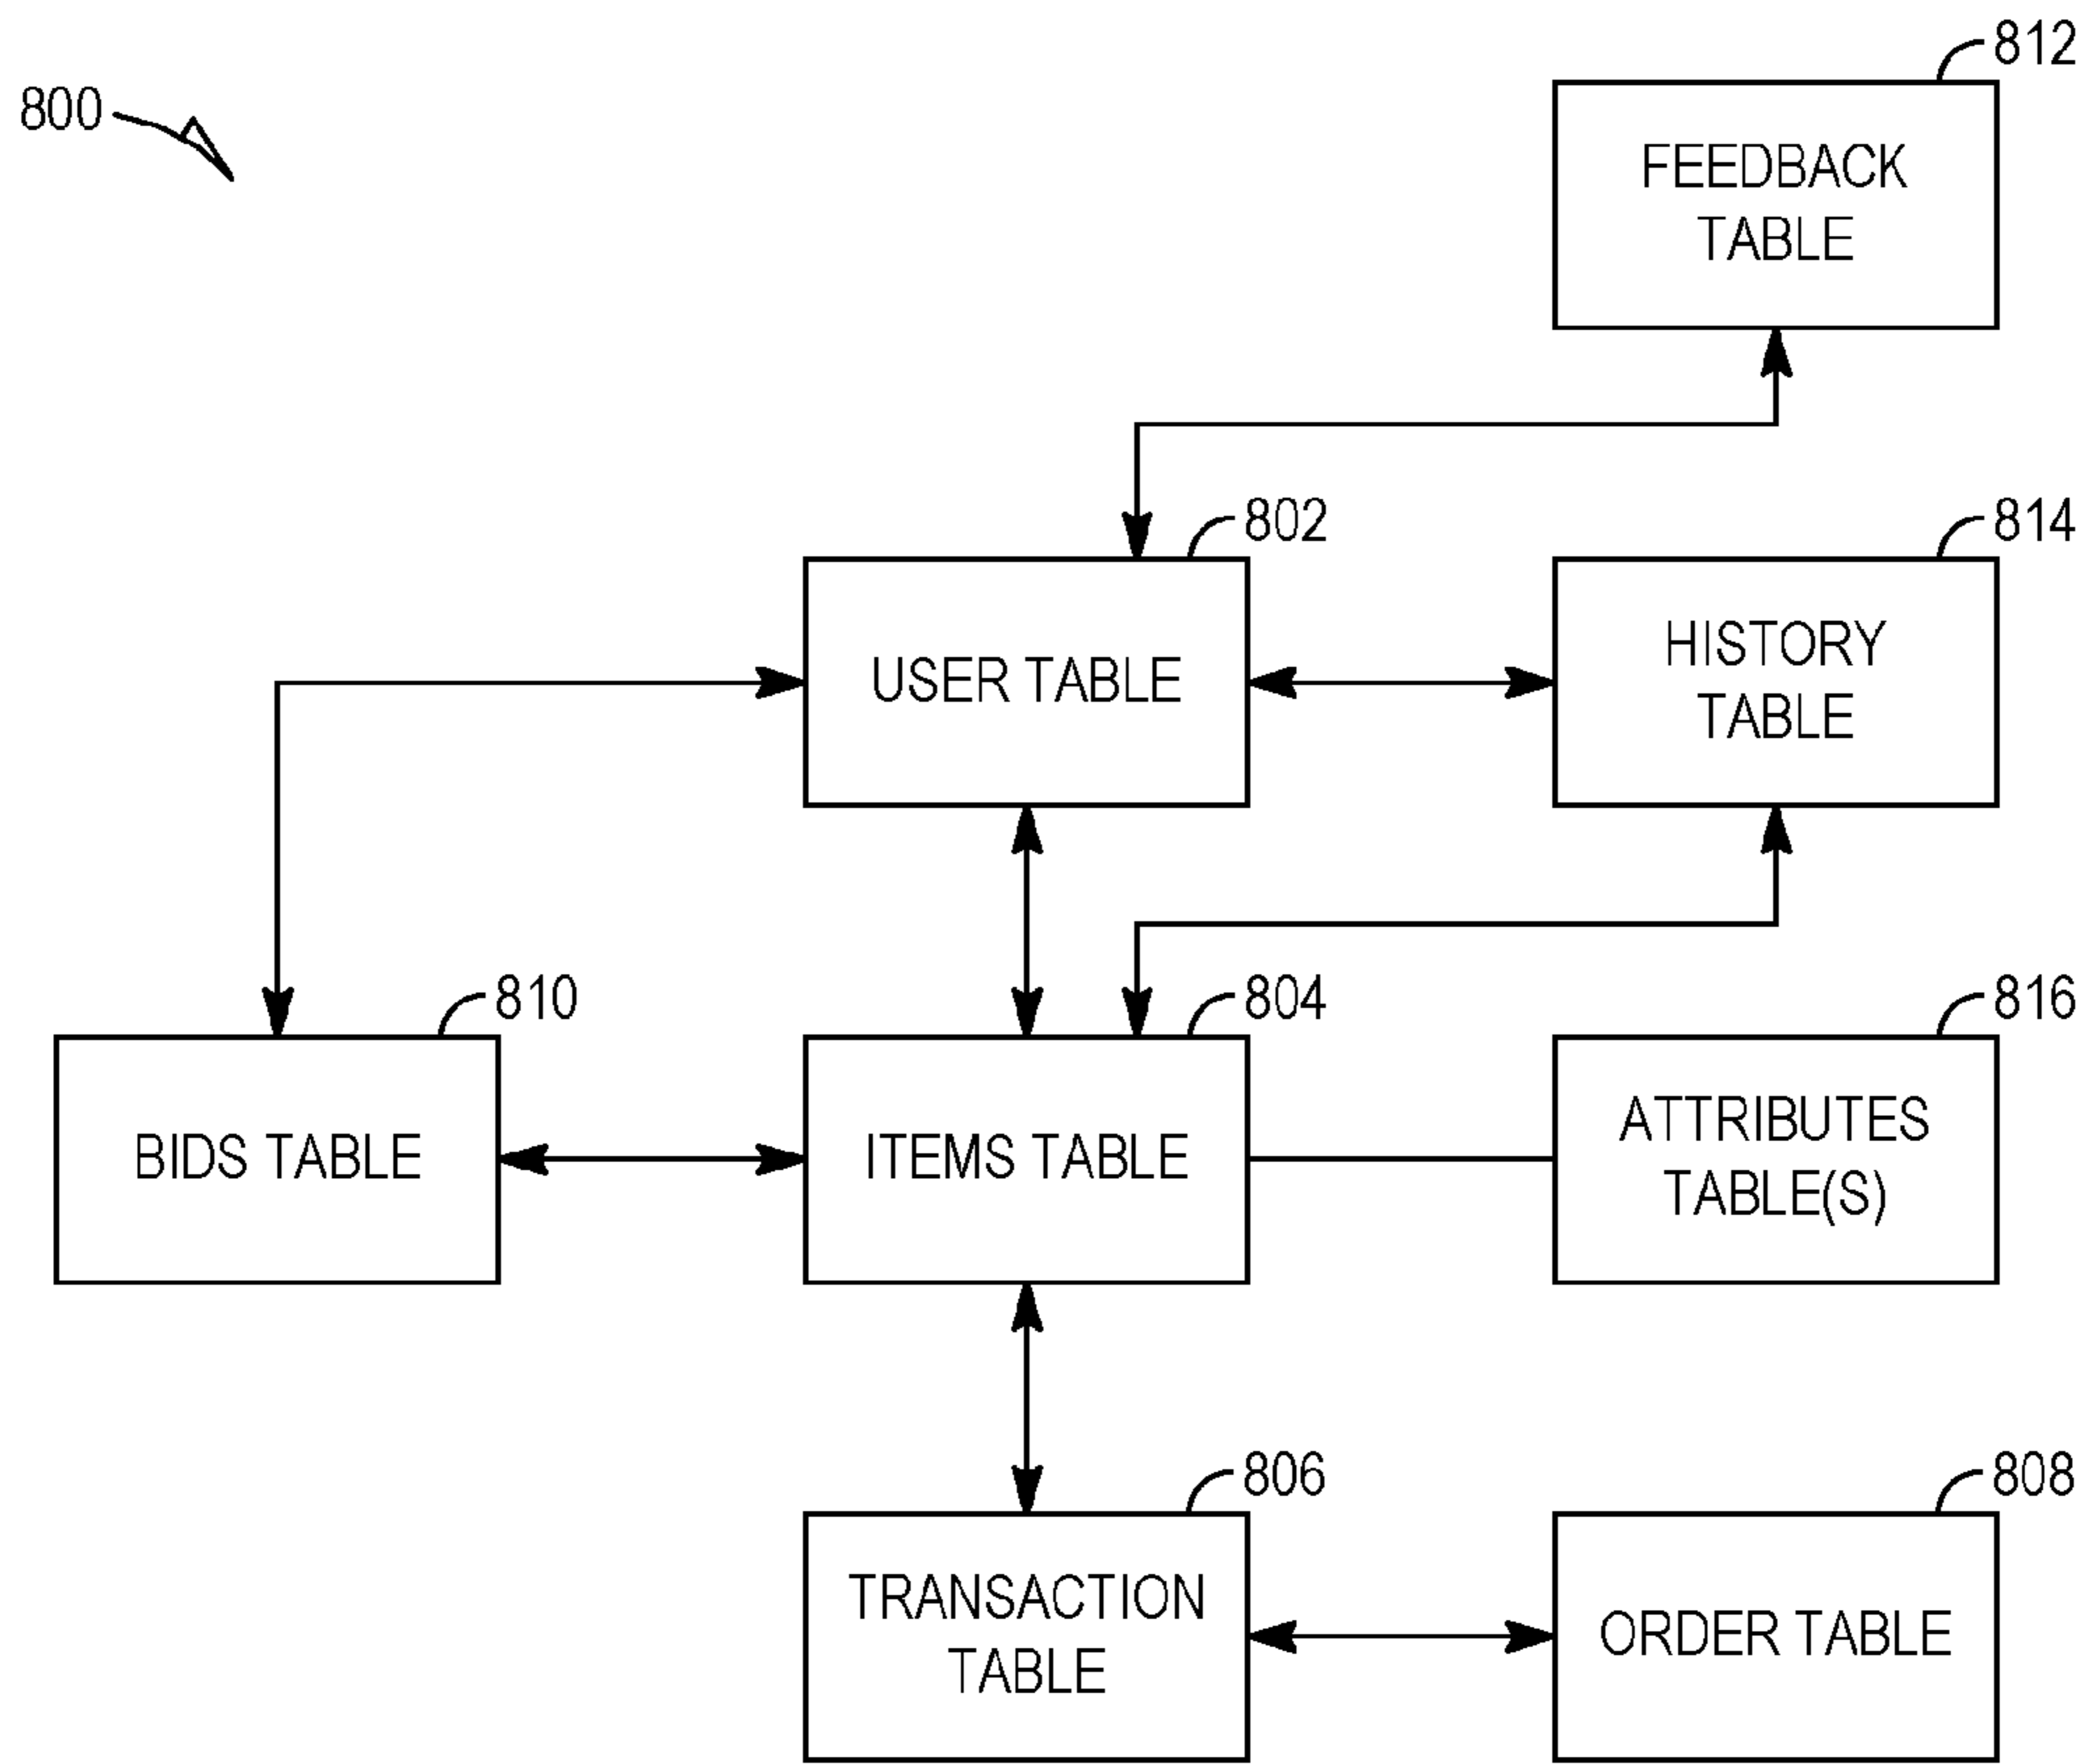 812
800
FEEDBACK
TABLE
802
814
USER TABLE
HISTORY
TABLE
810
804
816
BIDS TABLE
ITEMS TABLE
ATTRIBUTES
TABLE(S)
806
808
TRANSACTION
TABLE
ORDER TABLE